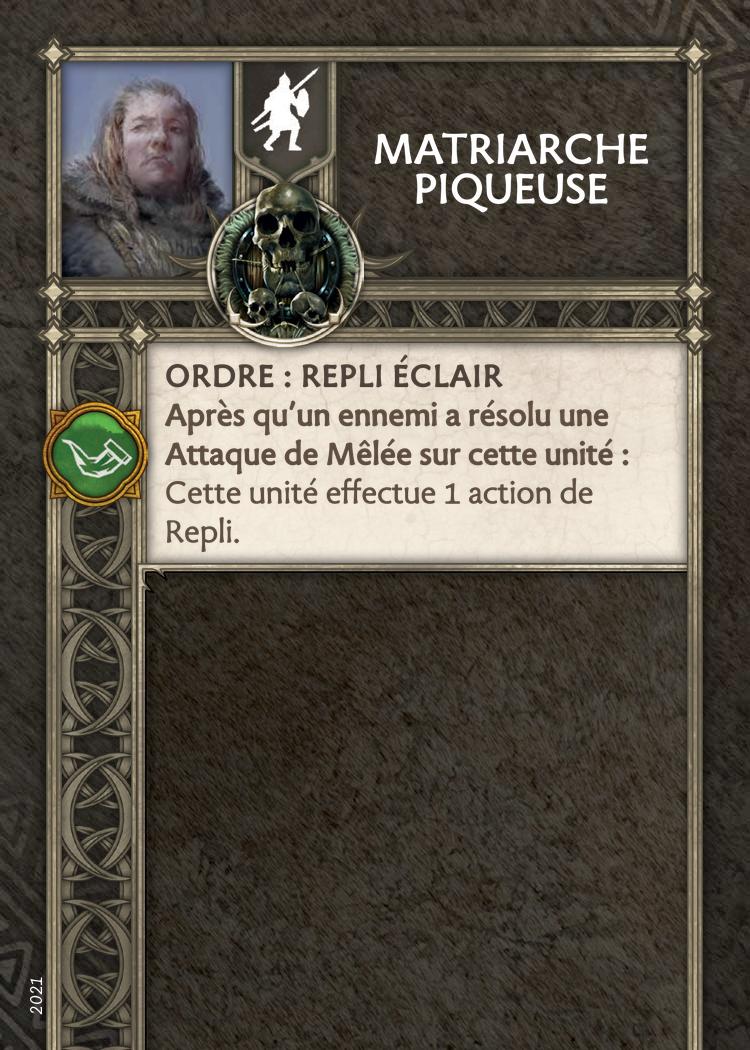 MATRIARCHE
PIQUEUSE
ORDRE : REPLI ÉCLAIR
Après qu’un ennemi a résolu une
Attaque de Mêlée sur cette unité :
Cette unité effectue 1 action de
Repli.
2021